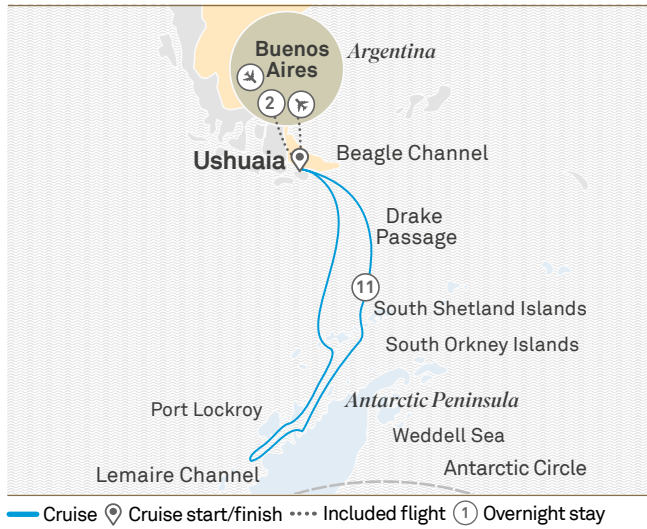 Buenos
Aires
Argentina
2
Ushuaia
Beagle Channel
Drake
Passage
11
South Shetland Islands
South Orkney Islands
Antarctic Peninsula
Port Lockroy
Weddell Sea
Lemaire Channel
Antarctic Circle
Cruise Cruise start/finish Included flight 1 Overnight stay